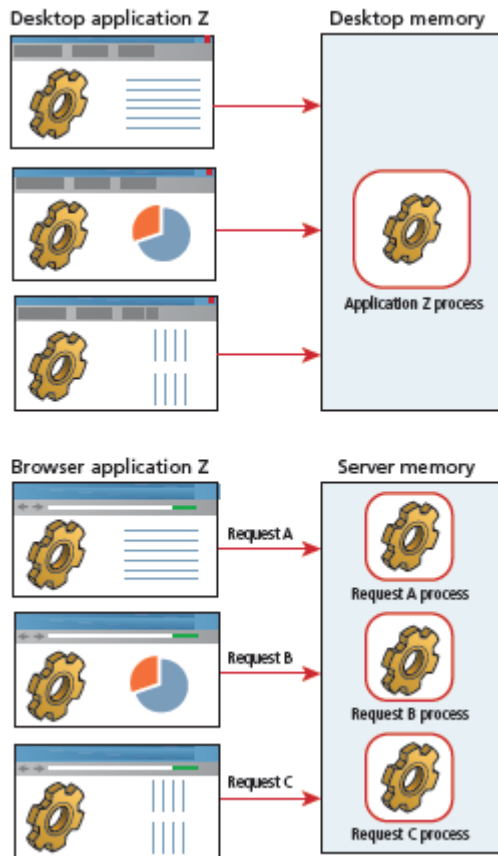 Desktop application Z
Desktop memory
Application Z process
Browser application Z
Server memory
Request A
Request A process
Request B
Request B process
Request C
Request C process